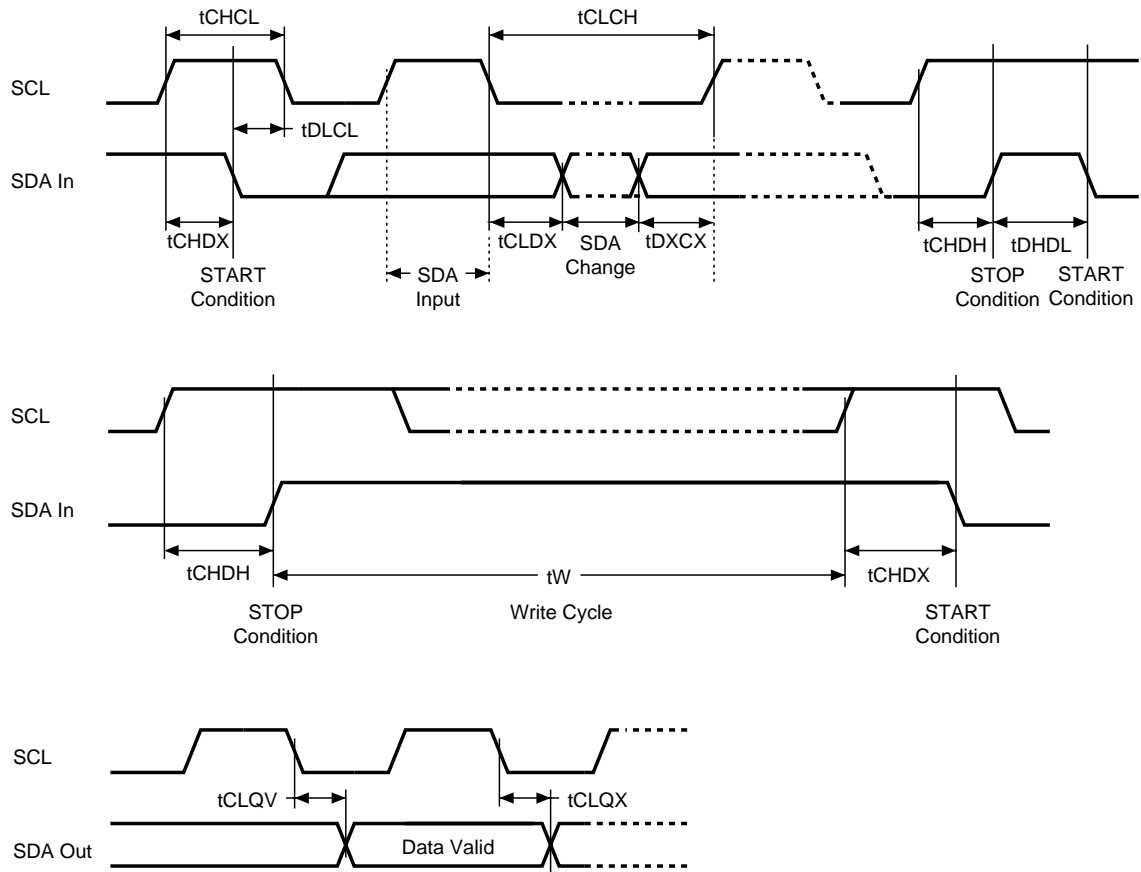 tCHCL
tCLCH
SCL
tDLCL
SDA In
tCHDX
tCLDX
SDA
Change
tDXCX
tCHDH
tDHDL
START
Condition
SDA
Input
STOP
Condition
START
Condition
SCL
SDA In
tCHDH
tW
tCHDX
STOP
Condition
Write Cycle
START
Condition
SCL
tCLQV
tCLQX
SDA Out
Data Valid